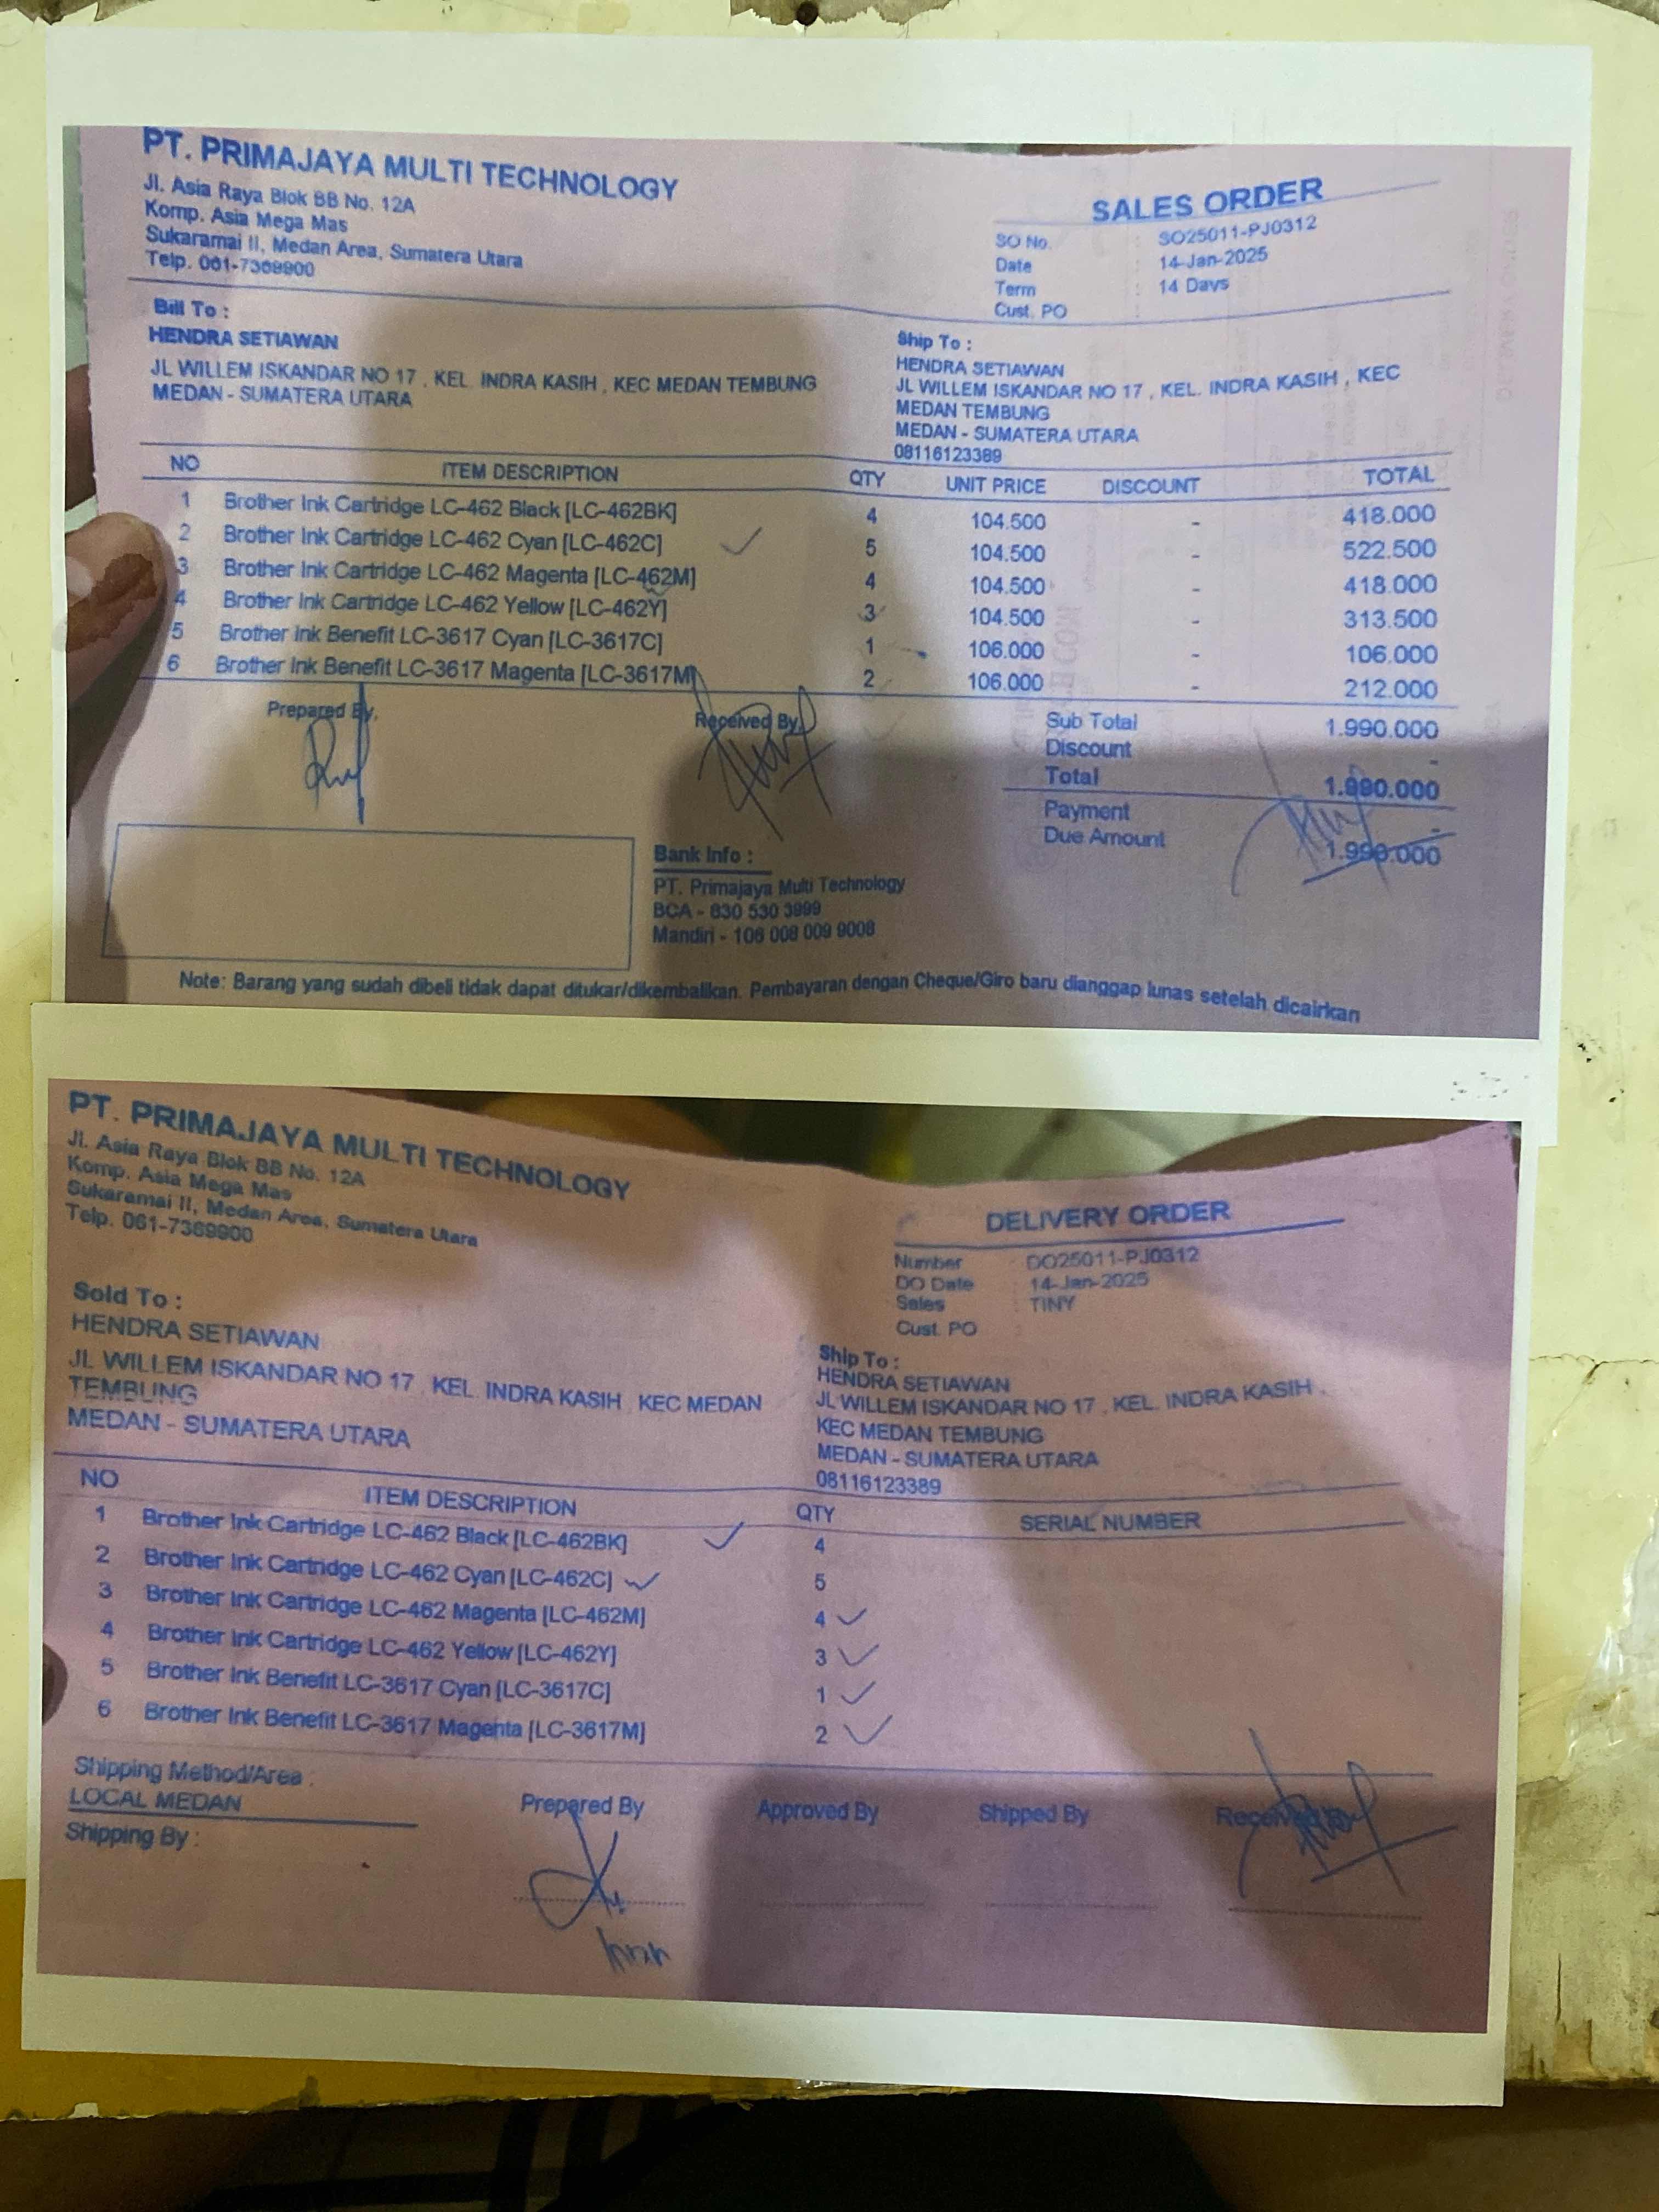 PT. PRIMAJAYA MULTI TECHNOLOGY
Jl. Asia Raya Blok BB No. 12A
Komp. Asia Mega Mas
Sukaramai II, Medan Area, Sumatera Utara
Telp. 061-7369900
SALES ORDER
SO No. : SO25011-PJ0312
Date : 14-Jan-2025
Term : 14 Days
Cust. PO :
Bill To :
HENDRA SETIAWAN
JL WILLEM ISKANDAR NO 17 , KEL. INDRA KASIH , KEC MEDAN TEMBUNG
MEDAN - SUMATERA UTARA
Ship To :
HENDRA SETIAWAN
JL WILLEM ISKANDAR NO 17 , KEL. INDRA KASIH , KEC
MEDAN TEMBUNG
MEDAN - SUMATERA UTARA
08116123389
NO ITEM DESCRIPTION QTY UNIT PRICE DISCOUNT TOTAL
1 Brother Ink Cartridge LC-462 Black [LC-462BK] 4 104.500 - 418.000
2 Brother Ink Cartridge LC-462 Cyan [LC-462C] 5 104.500 - 522.500
3 Brother Ink Cartridge LC-462 Magenta [LC-462M] 4 104.500 - 418.000
4 Brother Ink Cartridge LC-462 Yellow [LC-462Y] 3 104.500 - 313.500
5 Brother Ink Benefit LC-3617 Cyan [LC-3617C] 1 106.000 - 106.000
6 Brother Ink Benefit LC-3617 Magenta [LC-3617M] 2 106.000 - 212.000
Prepared By,
Received By,
Sub Total 1.990.000
Discount -
Total 1.990.000
Payment -
Due Amount 1.990.000
Bank Info :
PT. Primajaya Multi Technology
BCA - 830 530 3999
Mandiri - 106 008 009 9008
Note: Barang yang sudah dibeli tidak dapat ditukar/dikembalikan. Pembayaran dengan Cheque/Giro baru dianggap lunas setelah dicairkan
PT. PRIMAJAYA MULTI TECHNOLOGY
Jl. Asia Raya Blok BB No. 12A
Komp. Asia Mega Mas
Sukaramai II, Medan Area, Sumatera Utara
Telp. 061-7369900
DELIVERY ORDER
Number : DO25011-PJ0312
DO Date : 14-Jan-2025
Sales : TINY
Cust. PO :
Sold To :
HENDRA SETIAWAN
JL WILLEM ISKANDAR NO 17 , KEL. INDRA KASIH , KEC MEDAN
TEMBUNG
MEDAN - SUMATERA UTARA
Ship To :
HENDRA SETIAWAN
JL WILLEM ISKANDAR NO 17 , KEL. INDRA KASIH ,
KEC MEDAN TEMBUNG
MEDAN - SUMATERA UTARA
08116123389
NO ITEM DESCRIPTION QTY SERIAL NUMBER
1 Brother Ink Cartridge LC-462 Black [LC-462BK] 4
2 Brother Ink Cartridge LC-462 Cyan [LC-462C] 5
3 Brother Ink Cartridge LC-462 Magenta [LC-462M] 4
4 Brother Ink Cartridge LC-462 Yellow [LC-462Y] 3
5 Brother Ink Benefit LC-3617 Cyan [LC-3617C] 1
6 Brother Ink Benefit LC-3617 Magenta [LC-3617M] 2
Shipping Method/Area :
LOCAL MEDAN
Shipping By :
Prepared By
Approved By
Shipped By
Received By